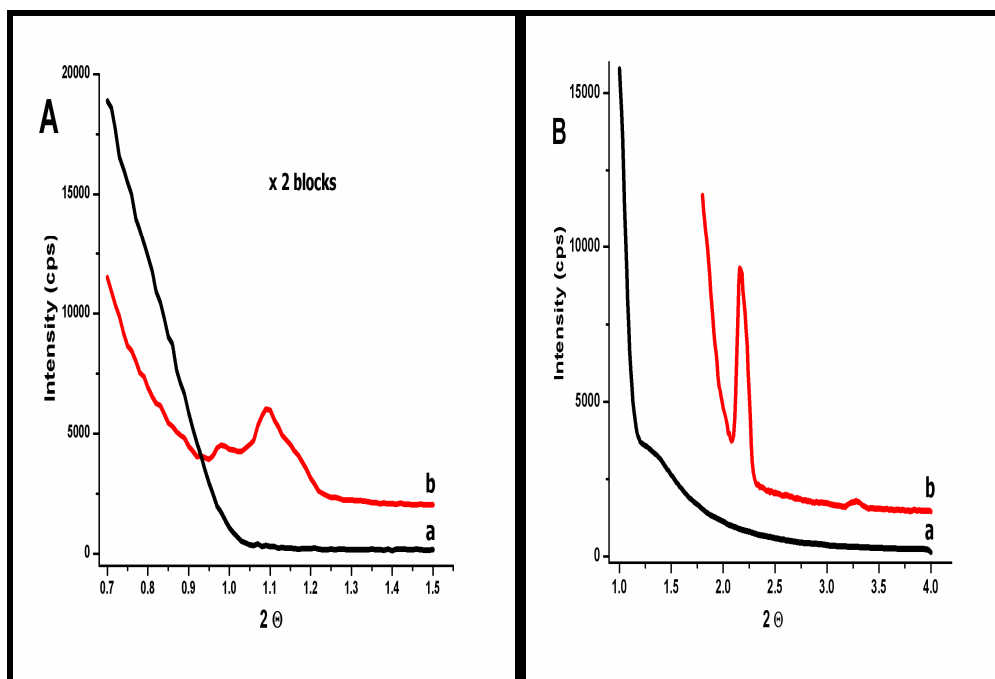 A
x 2 blocks
Intensity (cps)
20000
15000
10000
5000
0
b
a
0.7 0.8 0.9 1.0 1.1 1.2 1.3 1.4 1.5
2 Θ
B
Intensity (cps)
15000
10000
5000
0
b
a
1.0 1.5 2.0 2.5 3.0 3.5 4.0
2 Θ